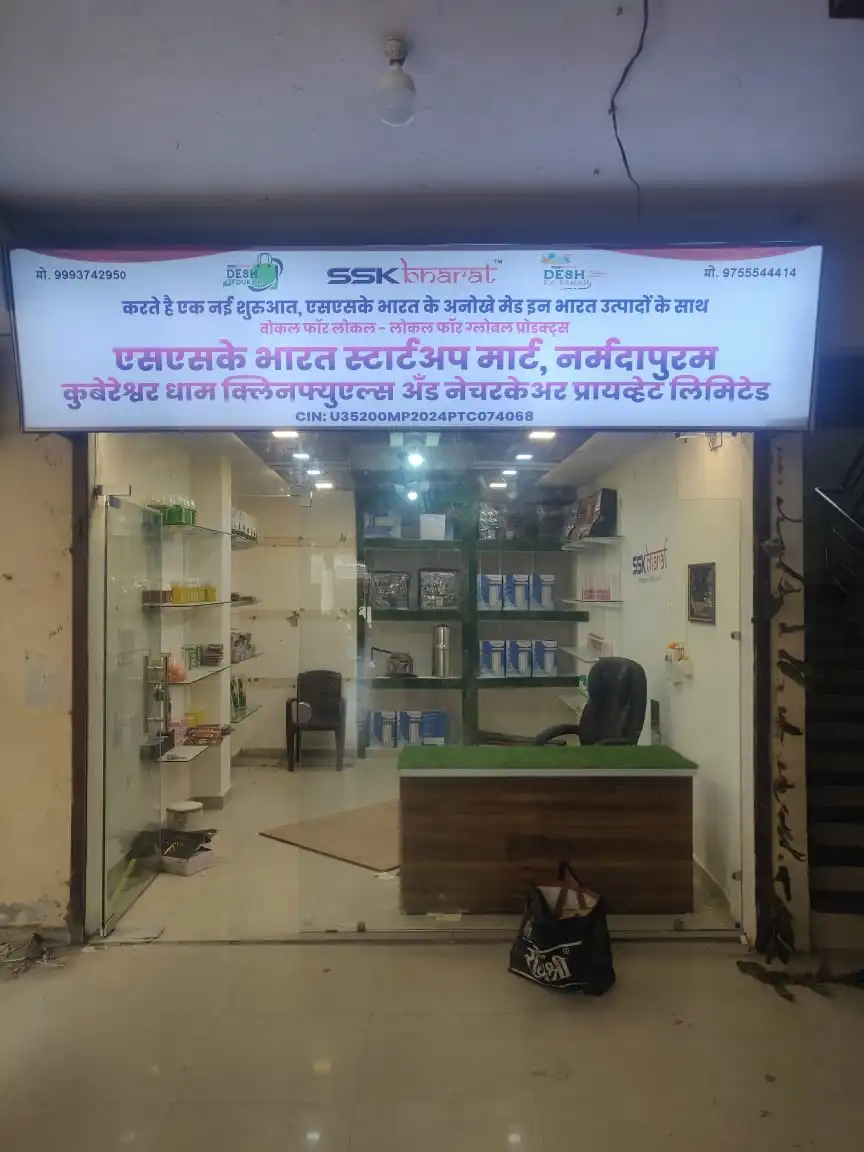 मो. 9993742950
DESH
SSK bharat™
DESH
मो. 9755544414
करते है एक नई शुरुआत, एसएसके भारत के अनोखे मेड इन भारत उत्पादों के साथ
वोकल फॉर लोकल - लोकल फॉर ग्लोबल प्रोडक्ट्स
एसएसके भारत स्टार्टअप मार्ट, नर्मदापुरम
कुबेरेश्वर धाम क्लिनफ्युएल्स अँड नेचरकेअर प्रायव्हेट लिमिटेड
CIN: U35200MP2024PTC074068
SSK bharat